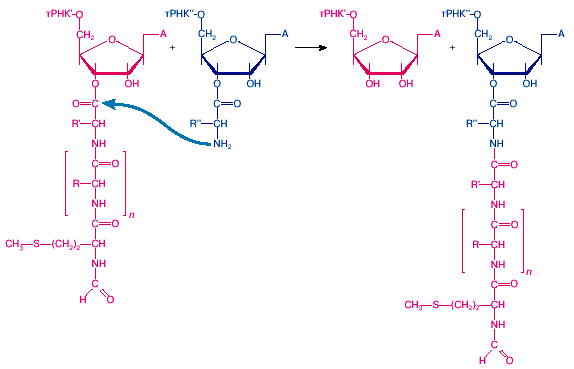 тРНК'-O тРНК''-O тРНК'-O тРНК''-O
CH₂ O A + CH₂ O A CH₂ O A + CH₂ O A
O OH O OH OH OH O OH
O=C C=O C=O
R'-CH R''-CH R''-CH
NH NH₂ NH
C=O C=O
R-CH R'-CH
NH n NH
C=O C=O
CH₃-S-(CH₂)₂-CH R-CH
NH NH n
C C=O
H O CH₃-S-(CH₂)₂-CH
NH
C
H O